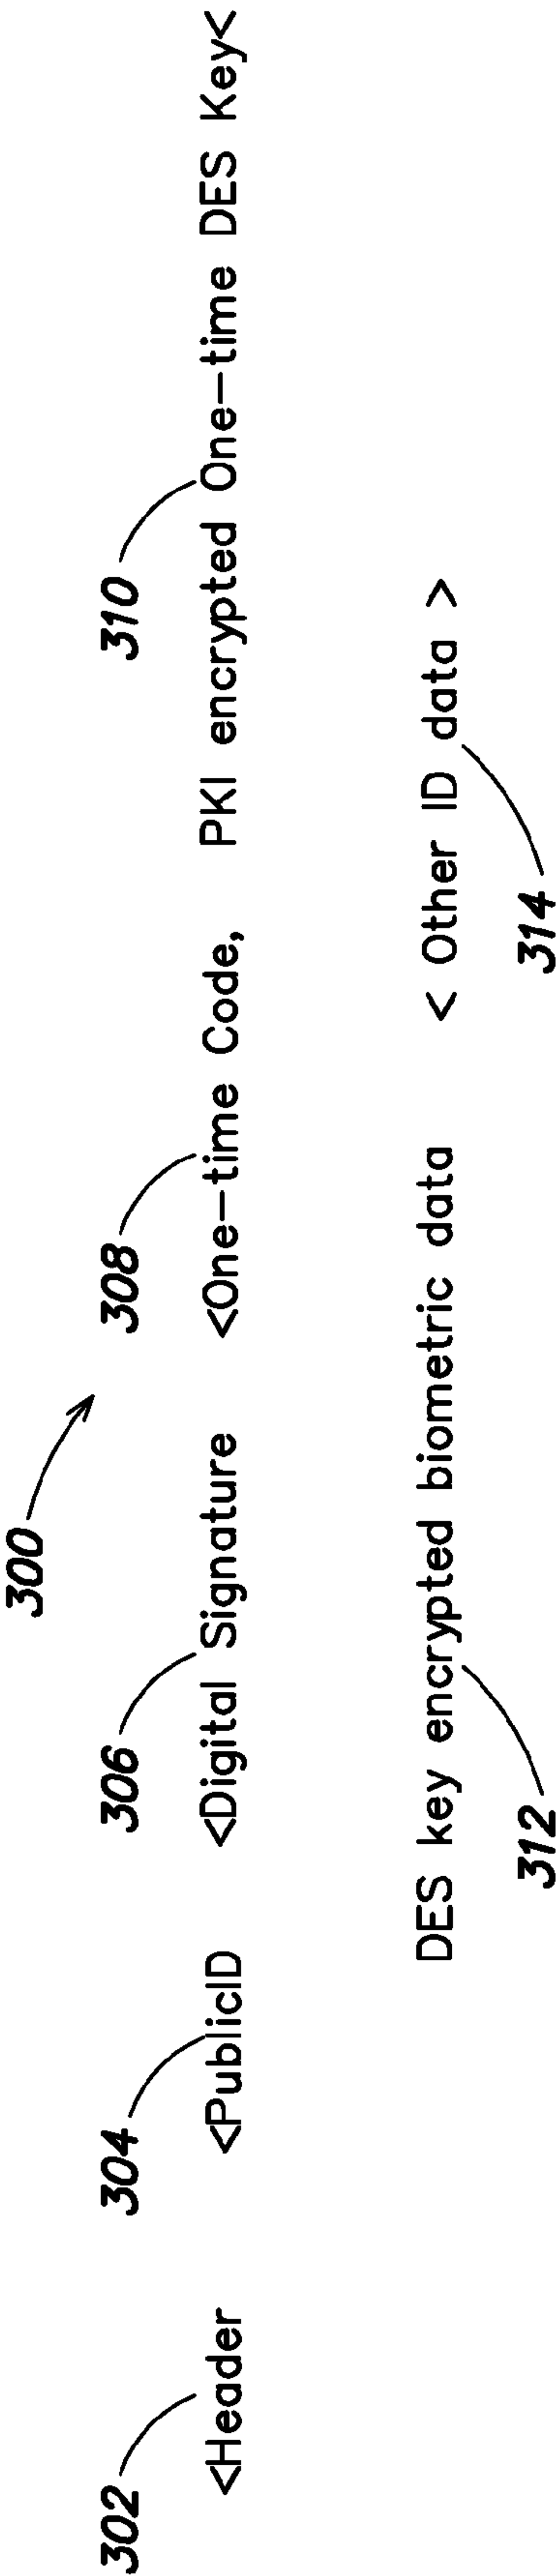 300
302 304 306 308 310
<Header <PublicID <Digital Signature <One-time Code, PKI encrypted One-time DES Key<
DES key encrypted biometric data < Other ID data >
312 314